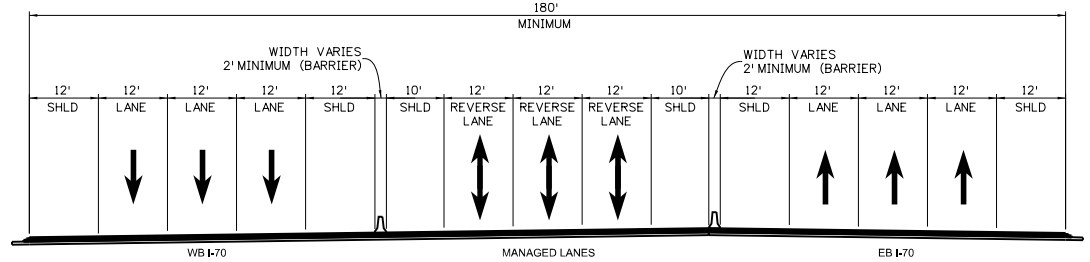 180'
MINIMUM
WIDTH VARIES
2' MINIMUM (BARRIER)
WIDTH VARIES
2' MINIMUM (BARRIER)
12' 12' 12' 12' 12' 10' 12' 12' 12' 10' 12' 12' 12' 12' 12'
SHLD LANE LANE LANE SHLD SHLD REVERSE REVERSE REVERSE SHLD SHLD LANE LANE LANE SHLD
LANE LANE LANE
WB I-70 MANAGED LANES EB I-70